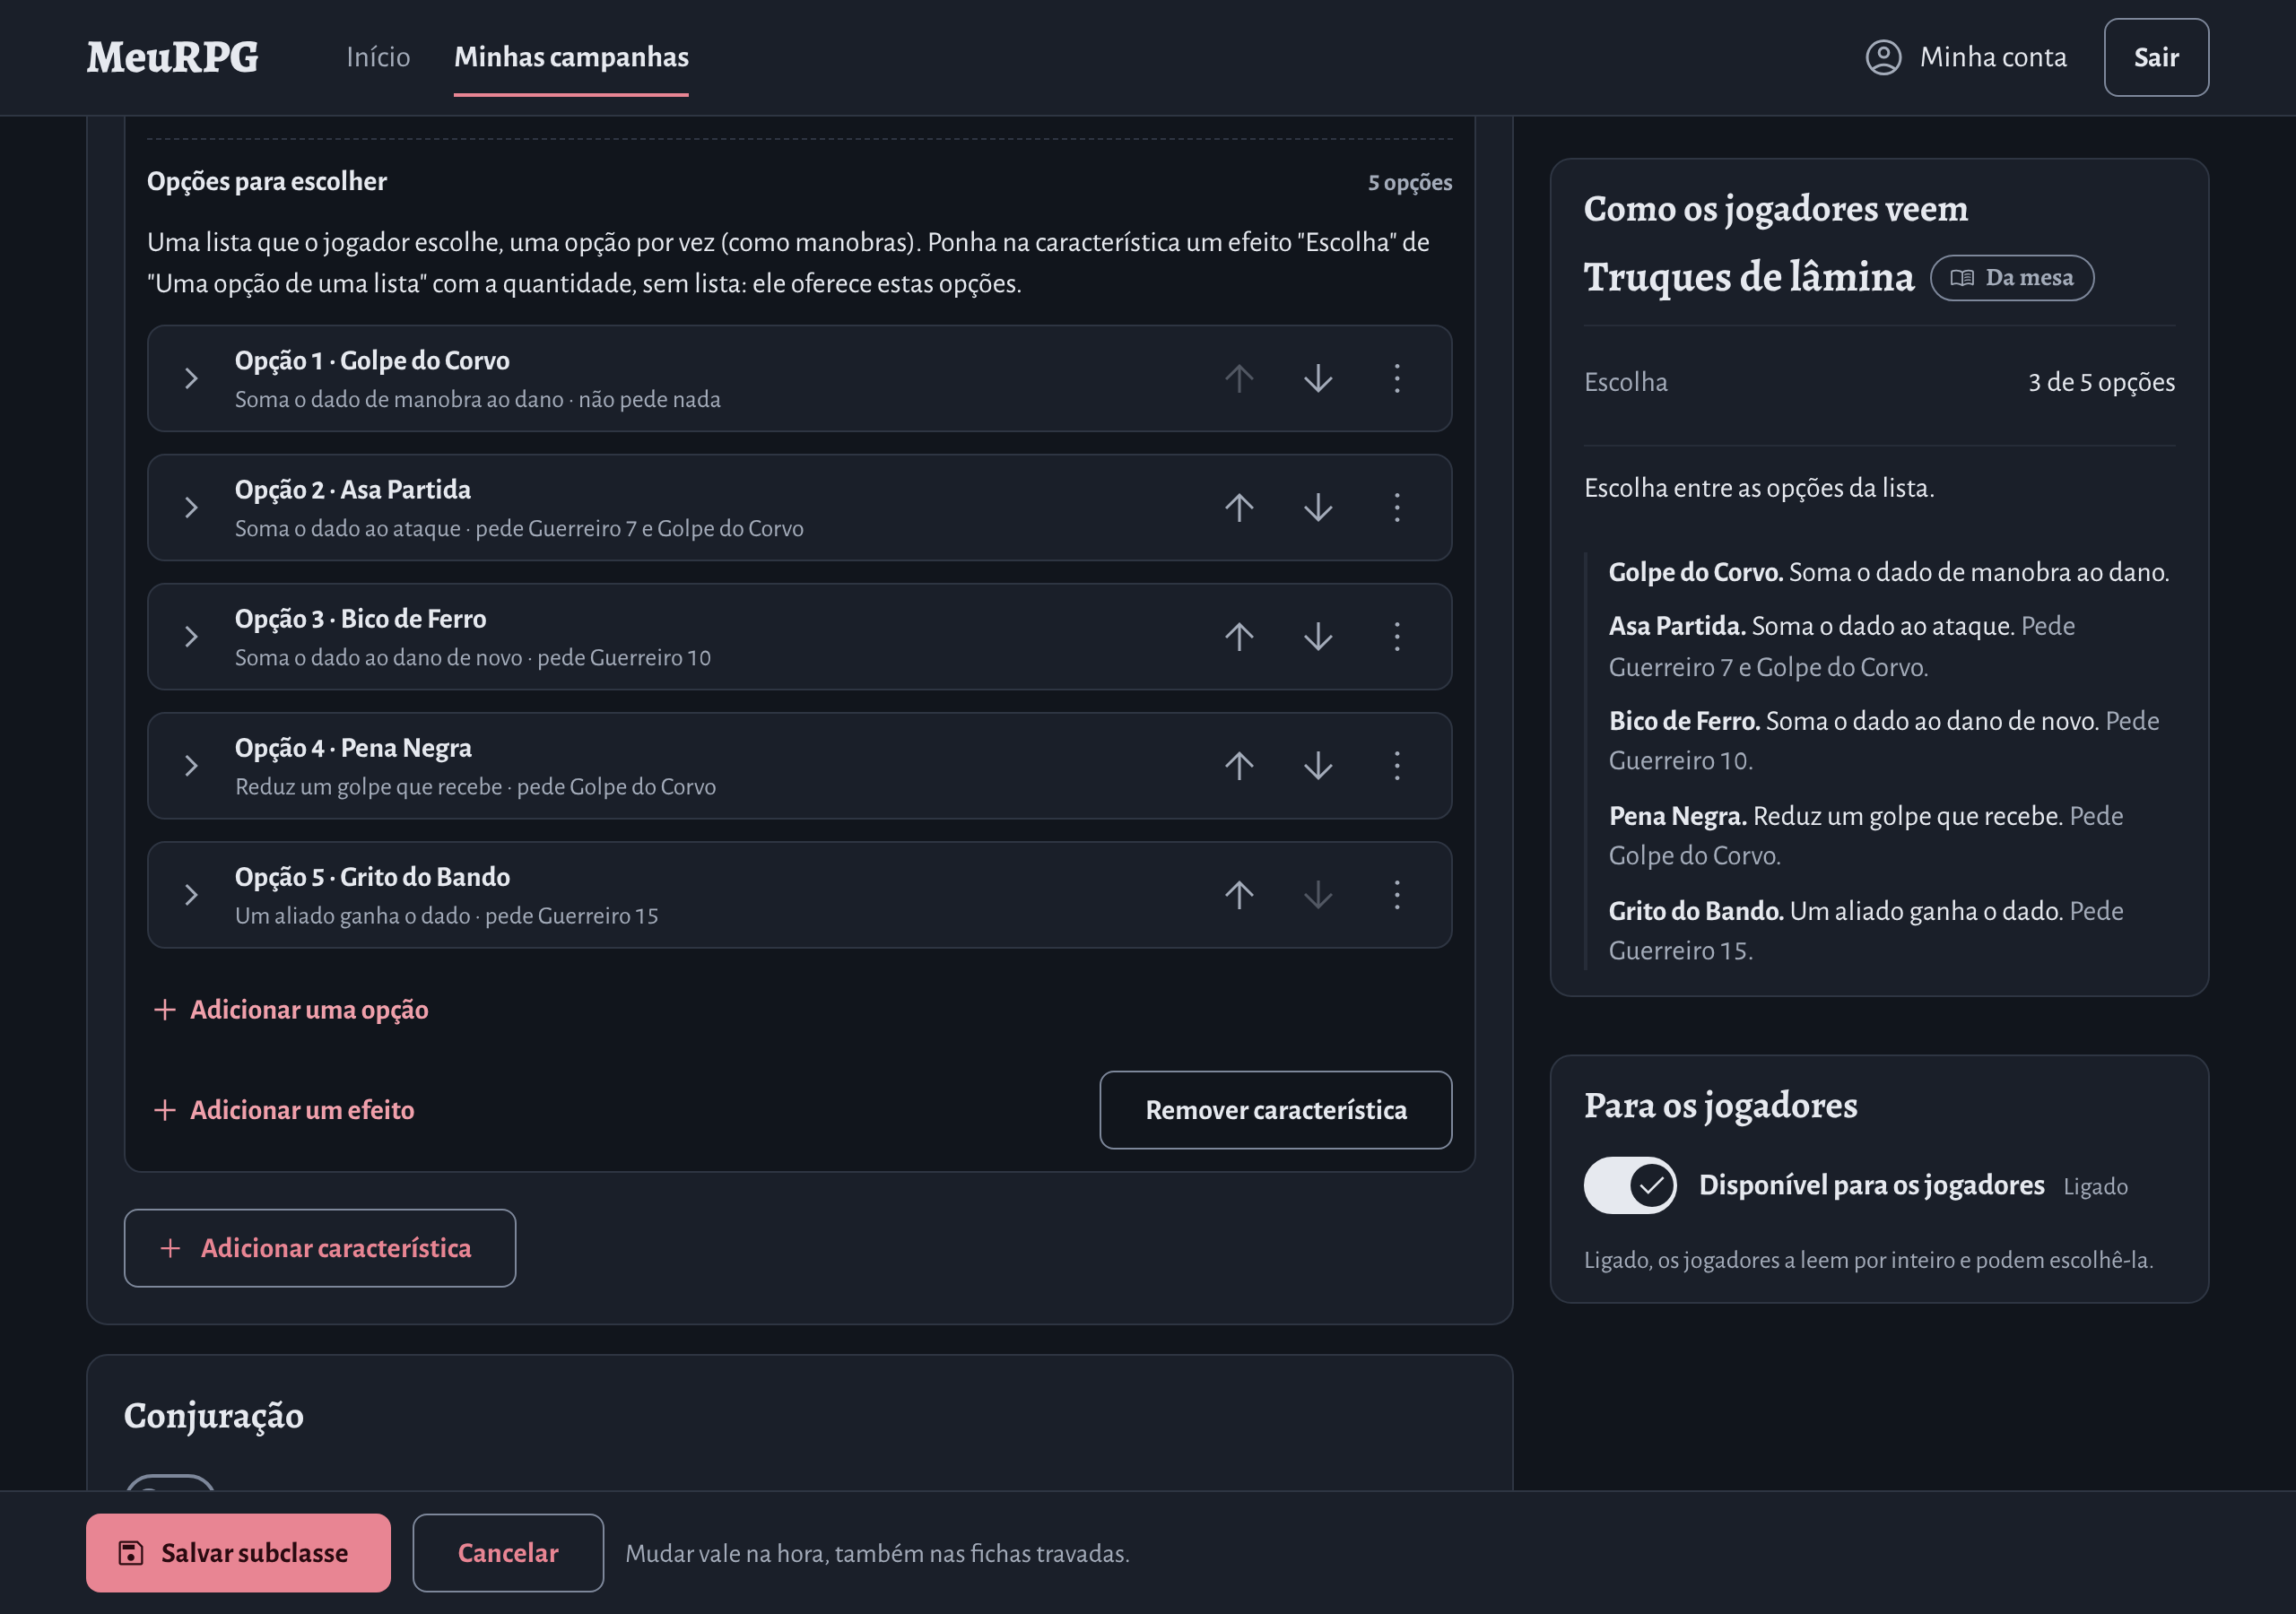 MeuRPG
Início
Minhas campanhas
Minha conta
Sair
Opções para escolher
5 opções
Uma lista que o jogador escolhe, uma opção por vez (como manobras). Ponha na característica um efeito "Escolha" de
"Uma opção de uma lista" com a quantidade, sem lista: ele oferece estas opções.
Opção 1 · Golpe do Corvo
Soma o dado de manobra ao dano · não pede nada
Opção 2 · Asa Partida
Soma o dado ao ataque · pede Guerreiro 7 e Golpe do Corvo
Opção 3 · Bico de Ferro
Soma o dado ao dano de novo · pede Guerreiro 10
Opção 4 · Pena Negra
Reduz um golpe que recebe · pede Golpe do Corvo
Opção 5 · Grito do Bando
Um aliado ganha o dado · pede Guerreiro 15
Adicionar uma opção
Adicionar um efeito
Remover característica
Adicionar característica
Conjuração
Como os jogadores veem
Truques de lâmina
Da mesa
Escolha
3 de 5 opções
Escolha entre as opções da lista.
Golpe do Corvo. Soma o dado de manobra ao dano.
Asa Partida. Soma o dado ao ataque. Pede
Guerreiro 7 e Golpe do Corvo.
Bico de Ferro. Soma o dado ao dano de novo. Pede
Guerreiro 10.
Pena Negra. Reduz um golpe que recebe. Pede
Golpe do Corvo.
Grito do Bando. Um aliado ganha o dado. Pede
Guerreiro 15.
Para os jogadores
Disponível para os jogadores
Ligado
Ligado, os jogadores a leem por inteiro e podem escolhê-la.
Salvar subclasse
Cancelar
Mudar vale na hora, também nas fichas travadas.